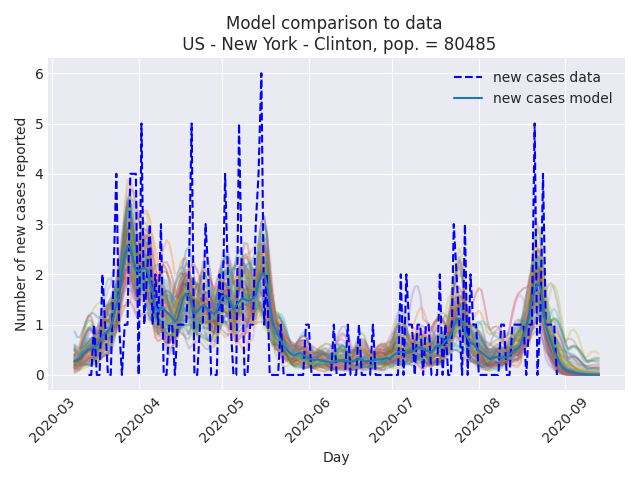 Model comparison to data
US - New York - Clinton, pop. = 80485
new cases data
new cases model
Number of new cases reported
6
5
4
3
2
1
0
2020-03
2020-04
2020-05
2020-06
2020-07
2020-08
2020-09
Day